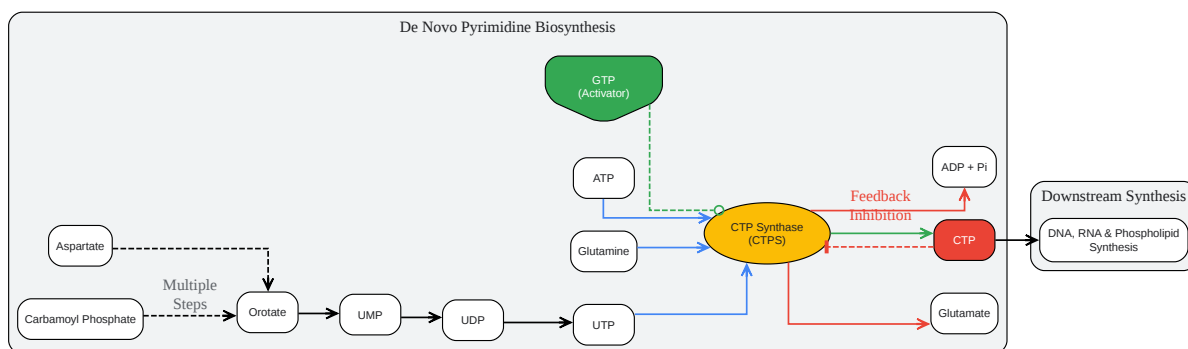 De Novo Pyrimidine Biosynthesis
GTP
(Activator)
ATP
ADP + Pi
Feedback
Inhibition
Downstream Synthesis
Aspartate
Glutamine
CTP Synthase
(CTPS)
CTP
DNA, RNA & Phospholipid
Synthesis
Multiple
Steps
Carbamoyl Phosphate
Orotate
UMP
UDP
UTP
Glutamate